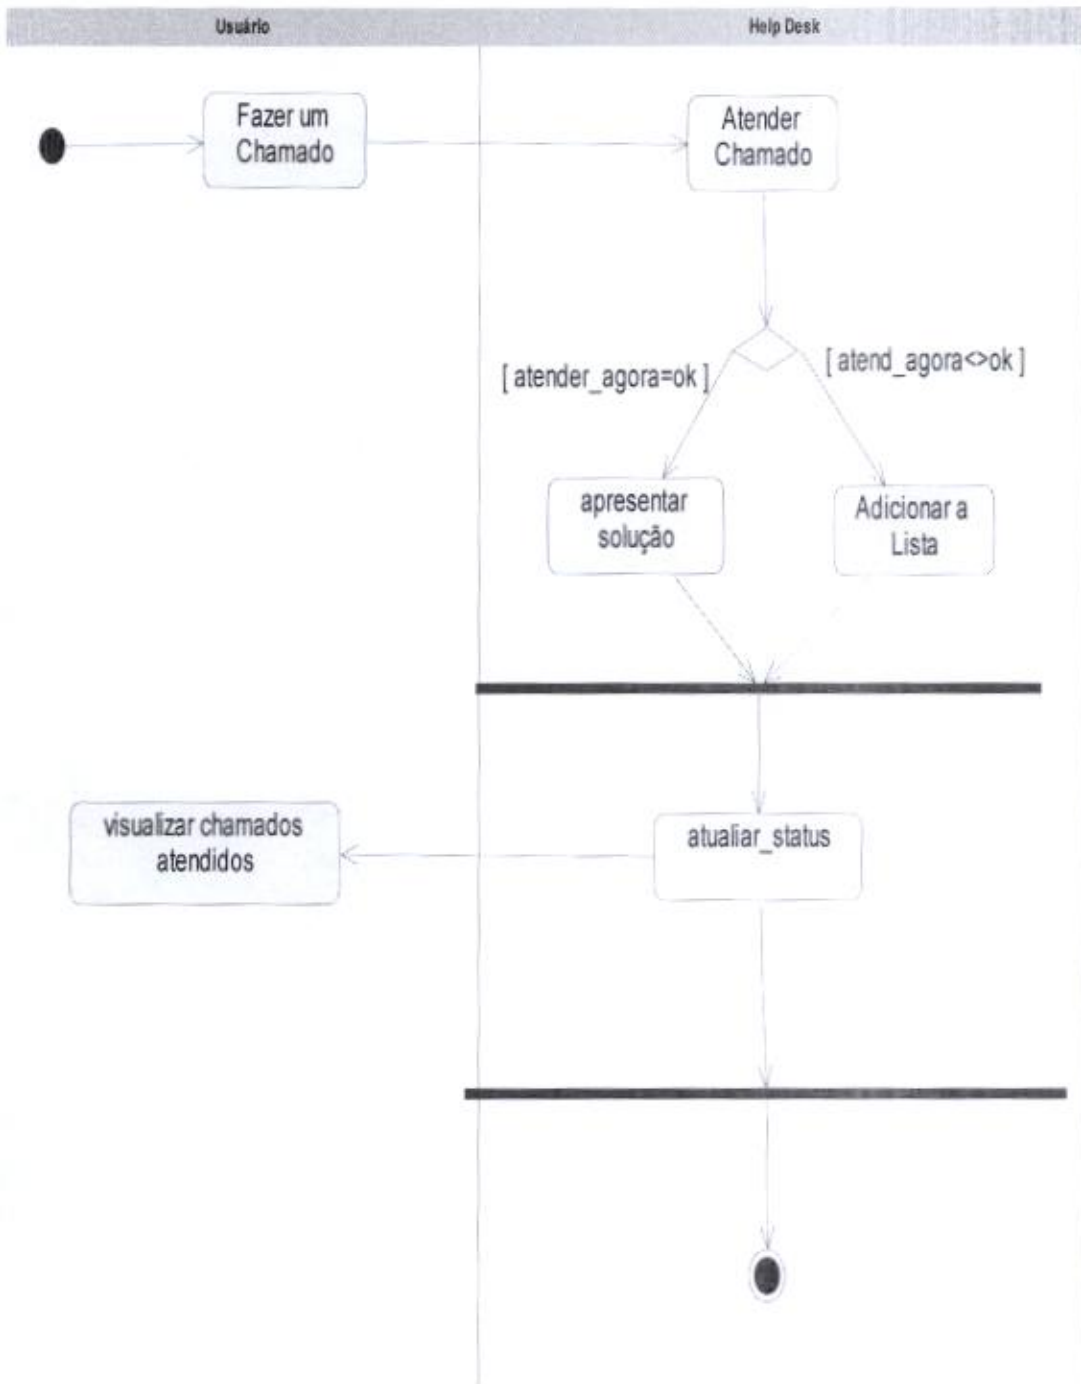 Usuário
Help Desk
Fazer um
Chamado
Atender
Chamado
[ atender_agora=ok ]
[ atend_agora<>ok ]
apresentar
solução
Adicionar a
Lista
visualizar chamados
atendidos
atualiar_status